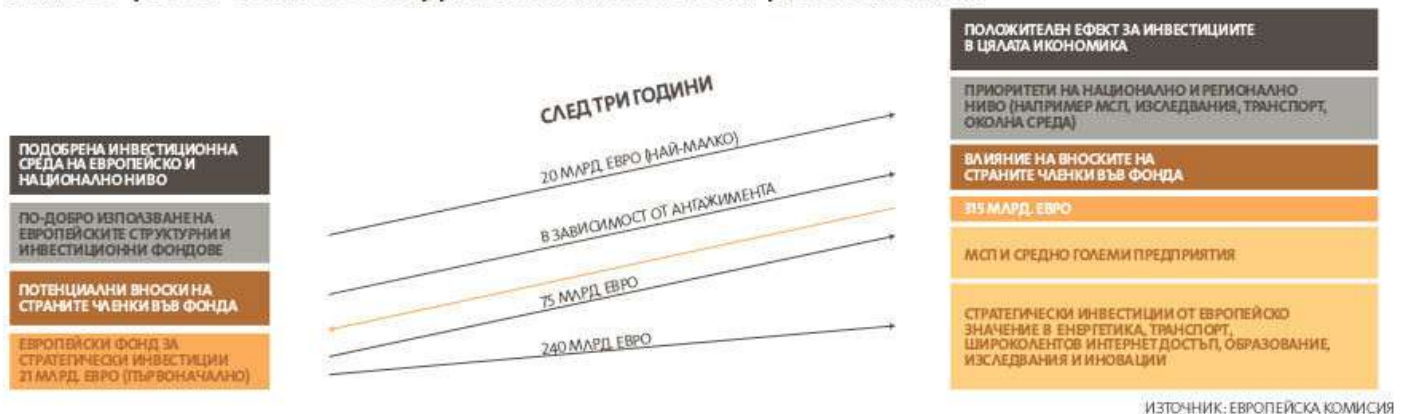 ПОДОБРЕНА ИНВЕСТИЦИОННА
СРЕДА НА ЕВРОПЕЙСКО И
НАЦИОНАЛНО НИВО
ПО-ДОБРО ИЗПОЛЗВАНЕ НА
ЕВРОПЕЙСКИТЕ СТРУКТУРНИ И
ИНВЕСТИЦИОННИ ФОНДОВЕ
ПОТЕНЦИАЛНИ ВНОСКИ НА
СТРАНИТЕ ЧЛЕНКИ ВЪВ ФОНДА
ЕВРОПЕЙСКИ ФОНД ЗА
СТРАТЕГИЧЕСКИ ИНВЕСТИЦИИ
21 МЛРД. ЕВРО (ПЪРВОНАЧАЛНО)
СЛЕД ТРИ ГОДИНИ
20 МЛРД. ЕВРО (НАЙ-МАЛКО)
В ЗАВИСИМОСТ ОТ АНГАЖИМЕНТА
75 МЛРД. ЕВРО
240 МЛРД. ЕВРО
ПОЛОЖИТЕЛЕН ЕФЕКТ ЗА ИНВЕСТИЦИИТЕ
В ЦЯЛАТА ИКОНОМИКА
ПРИОРИТЕТИ НА НАЦИОНАЛНО И РЕГИОНАЛНО
НИВО (НАПРИМЕР МСП, ИЗСЛЕДВАНИЯ, ТРАНСПОРТ,
ОКОЛНА СРЕДА)
ВЛИЯНИЕ НА ВНОСКИТЕ НА
СТРАНИТЕ ЧЛЕНКИ ВЪВ ФОНДА
315 МЛРД. ЕВРО
МСП И СРЕДНО ГОЛЕМИ ПРЕДПРИЯТИЯ
СТРАТЕГИЧЕСКИ ИНВЕСТИЦИИ ОТ ЕВРОПЕЙСКО
ЗНАЧЕНИЕ В ЕНЕРГЕТИКА, ТРАНСПОРТ,
ШИРОКОЛЕНТОВ ИНТЕРНЕТ ДОСТЪП, ОБРАЗОВАНИЕ,
ИЗСЛЕДВАНИЯ И ИНОВАЦИИ
ИЗТОЧНИК: ЕВРОПЕЙСКА КОМИСИЯ